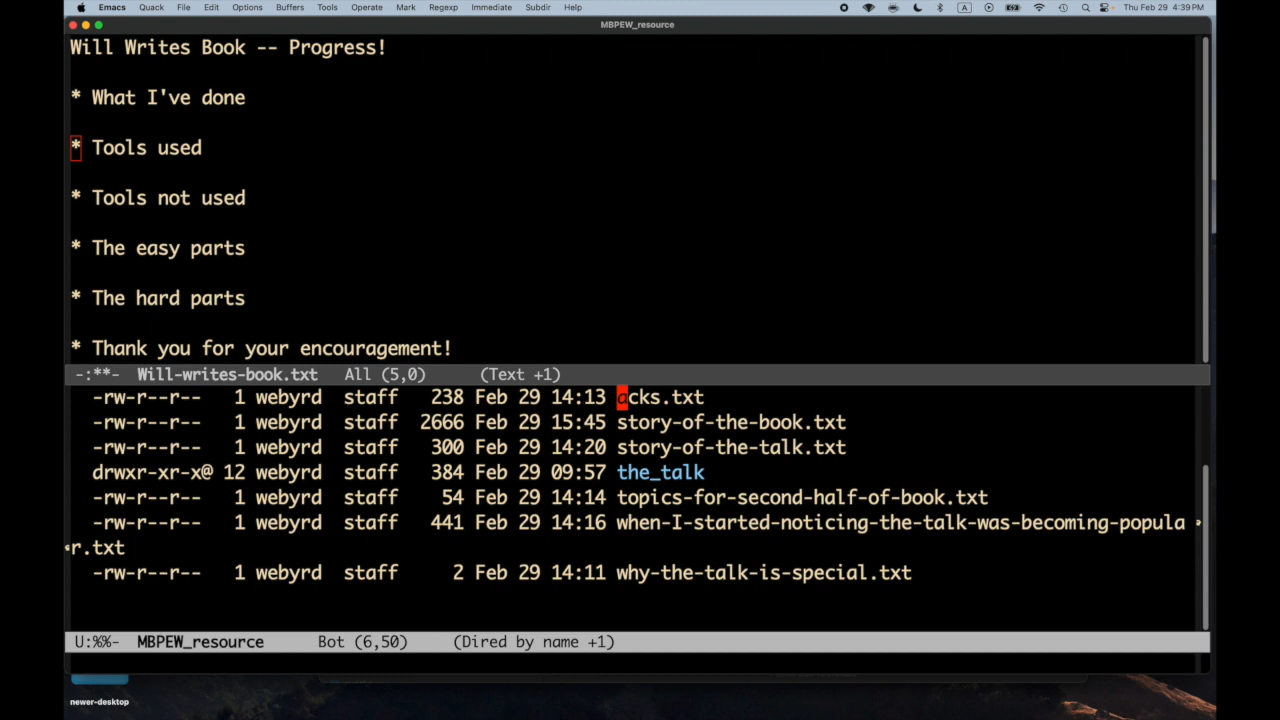 Emacs Quack File Edit Options Buffers Tools Operate Mark Regexp Immediate Subdir Help A Thu Feb 29 4:39 PM
MBPEW_resource
Will Writes Book -- Progress!
* What I've done
* Tools used
* Tools not used
* The easy parts
* The hard parts
* Thank you for your encouragement!
-:**- Will-writes-book.txt All (5,0) (Text +1)
-rw-r--r-- 1 webyrd staff 238 Feb 29 14:13 acks.txt
-rw-r--r-- 1 webyrd staff 2666 Feb 29 15:45 story-of-the-book.txt
-rw-r--r-- 1 webyrd staff 300 Feb 29 14:20 story-of-the-talk.txt
drwxr-xr-x@ 12 webyrd staff 384 Feb 29 09:57 the_talk
-rw-r--r-- 1 webyrd staff 54 Feb 29 14:14 topics-for-second-half-of-book.txt
-rw-r--r-- 1 webyrd staff 441 Feb 29 14:16 when-I-started-noticing-the-talk-was-becoming-popula
r.txt
-rw-r--r-- 1 webyrd staff 2 Feb 29 14:11 why-the-talk-is-special.txt
U:%%- MBPEW_resource Bot (6,50) (Dired by name +1)
newer-desktop